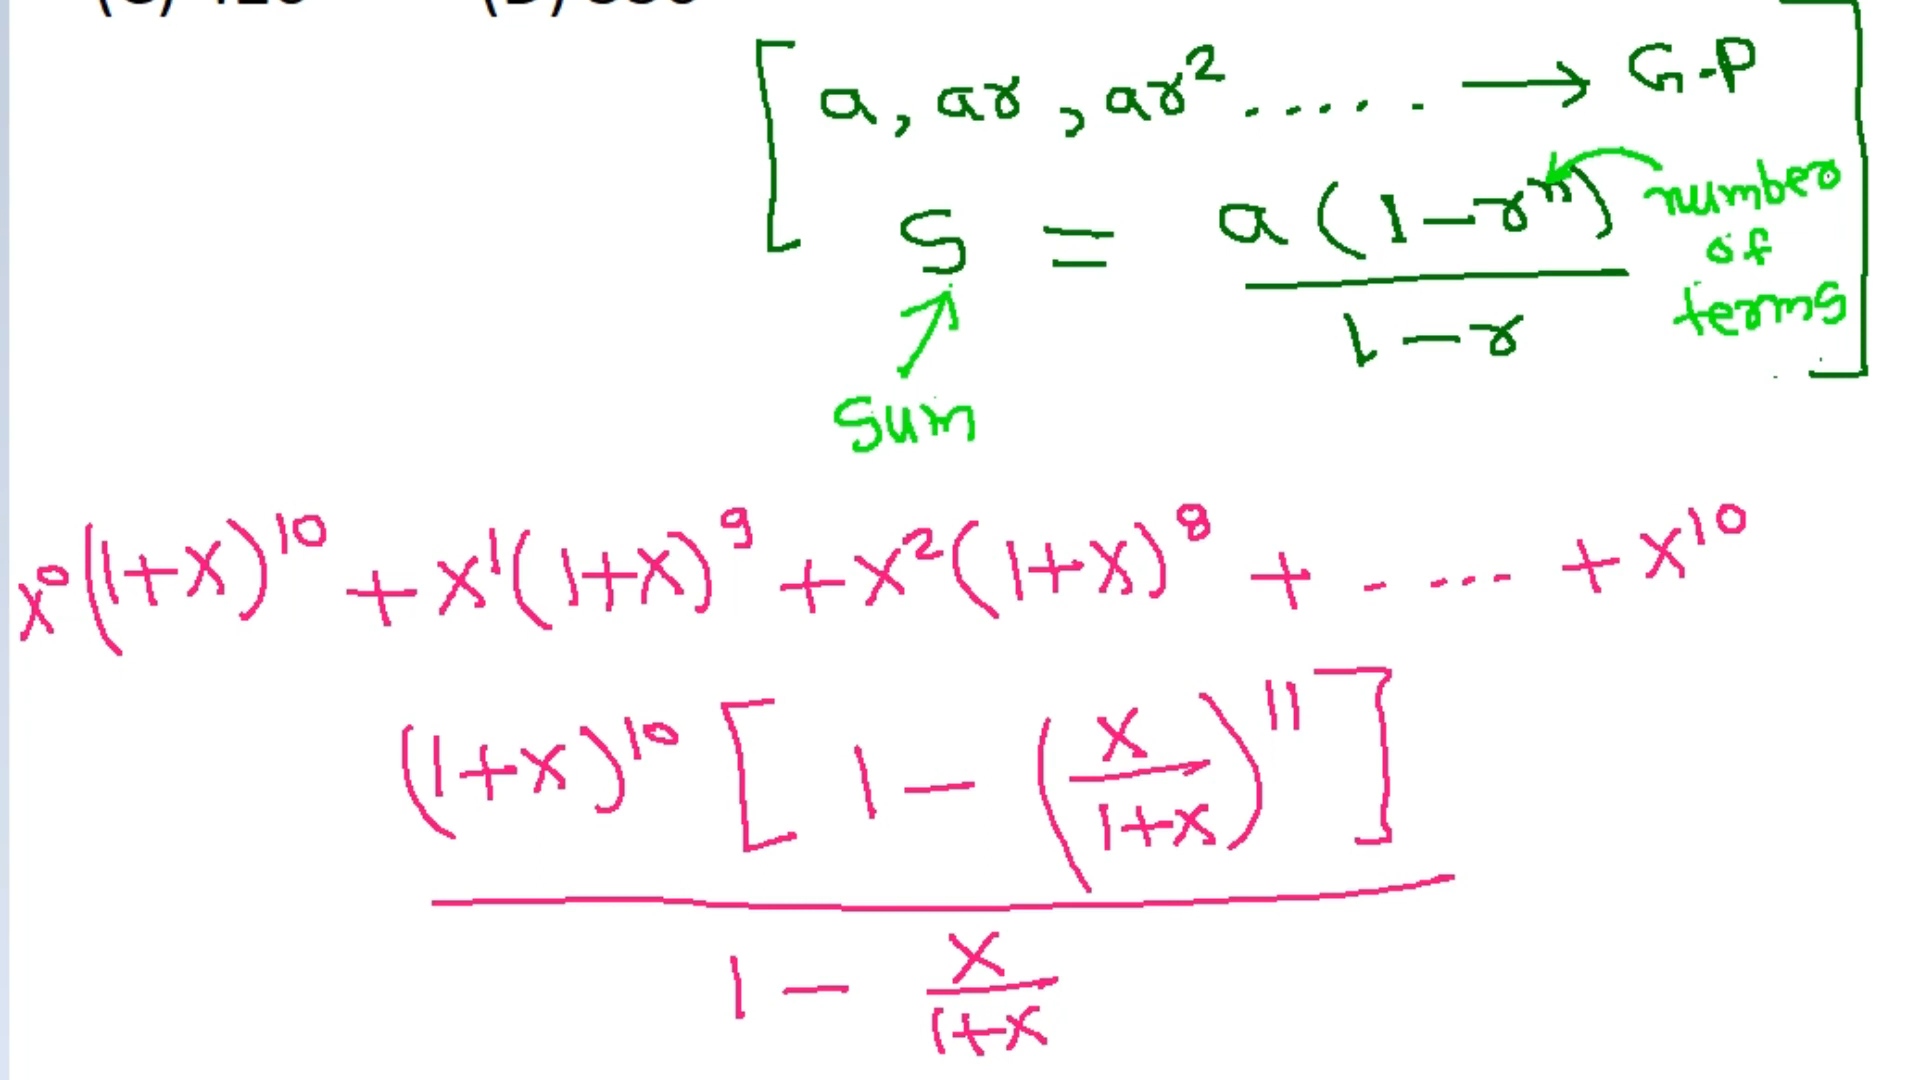 a, ar, ar² ..... . → G.P
S = a(1-rⁿ) / 1-r
number of terms
sum
x⁰(1+x)¹⁰ + x¹(1+x)⁹ + x²(1+x)⁸ + ..... + x¹⁰
(1+x)¹⁰ [1 - (x/1+x)¹¹]
1 - x/1+x